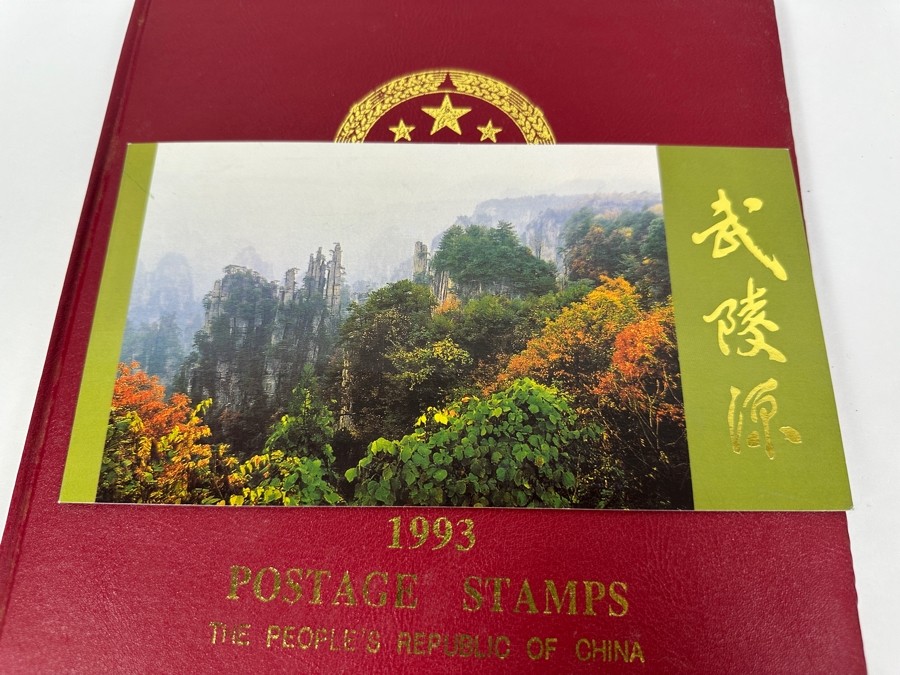 武陵源
1993
POSTAGE STAMPS
THE PEOPLE'S REPUBLIC OF CHINA